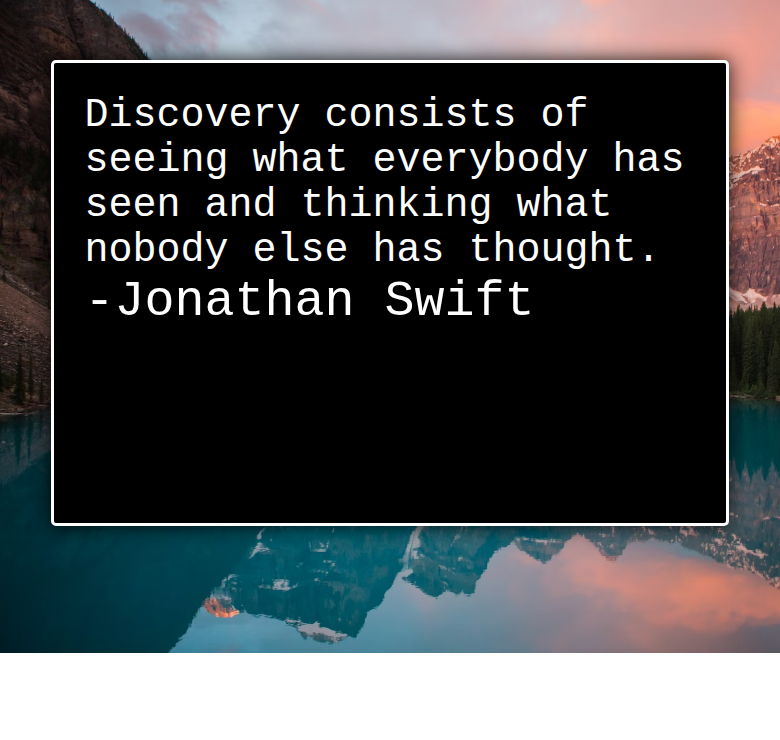 Discovery consists of
seeing what everybody has
seen and thinking what
nobody else has thought.
-Jonathan Swift